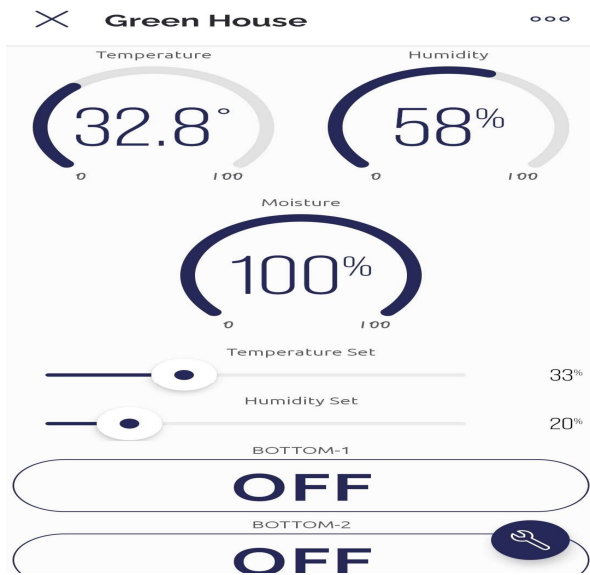 Green House
Temperature
Humidity
32.8°
58%
0 100
0 100
Moisture
100%
0 100
Temperature Set
33%
Humidity Set
20%
BOTTOM-1
OFF
BOTTOM-2
OFF